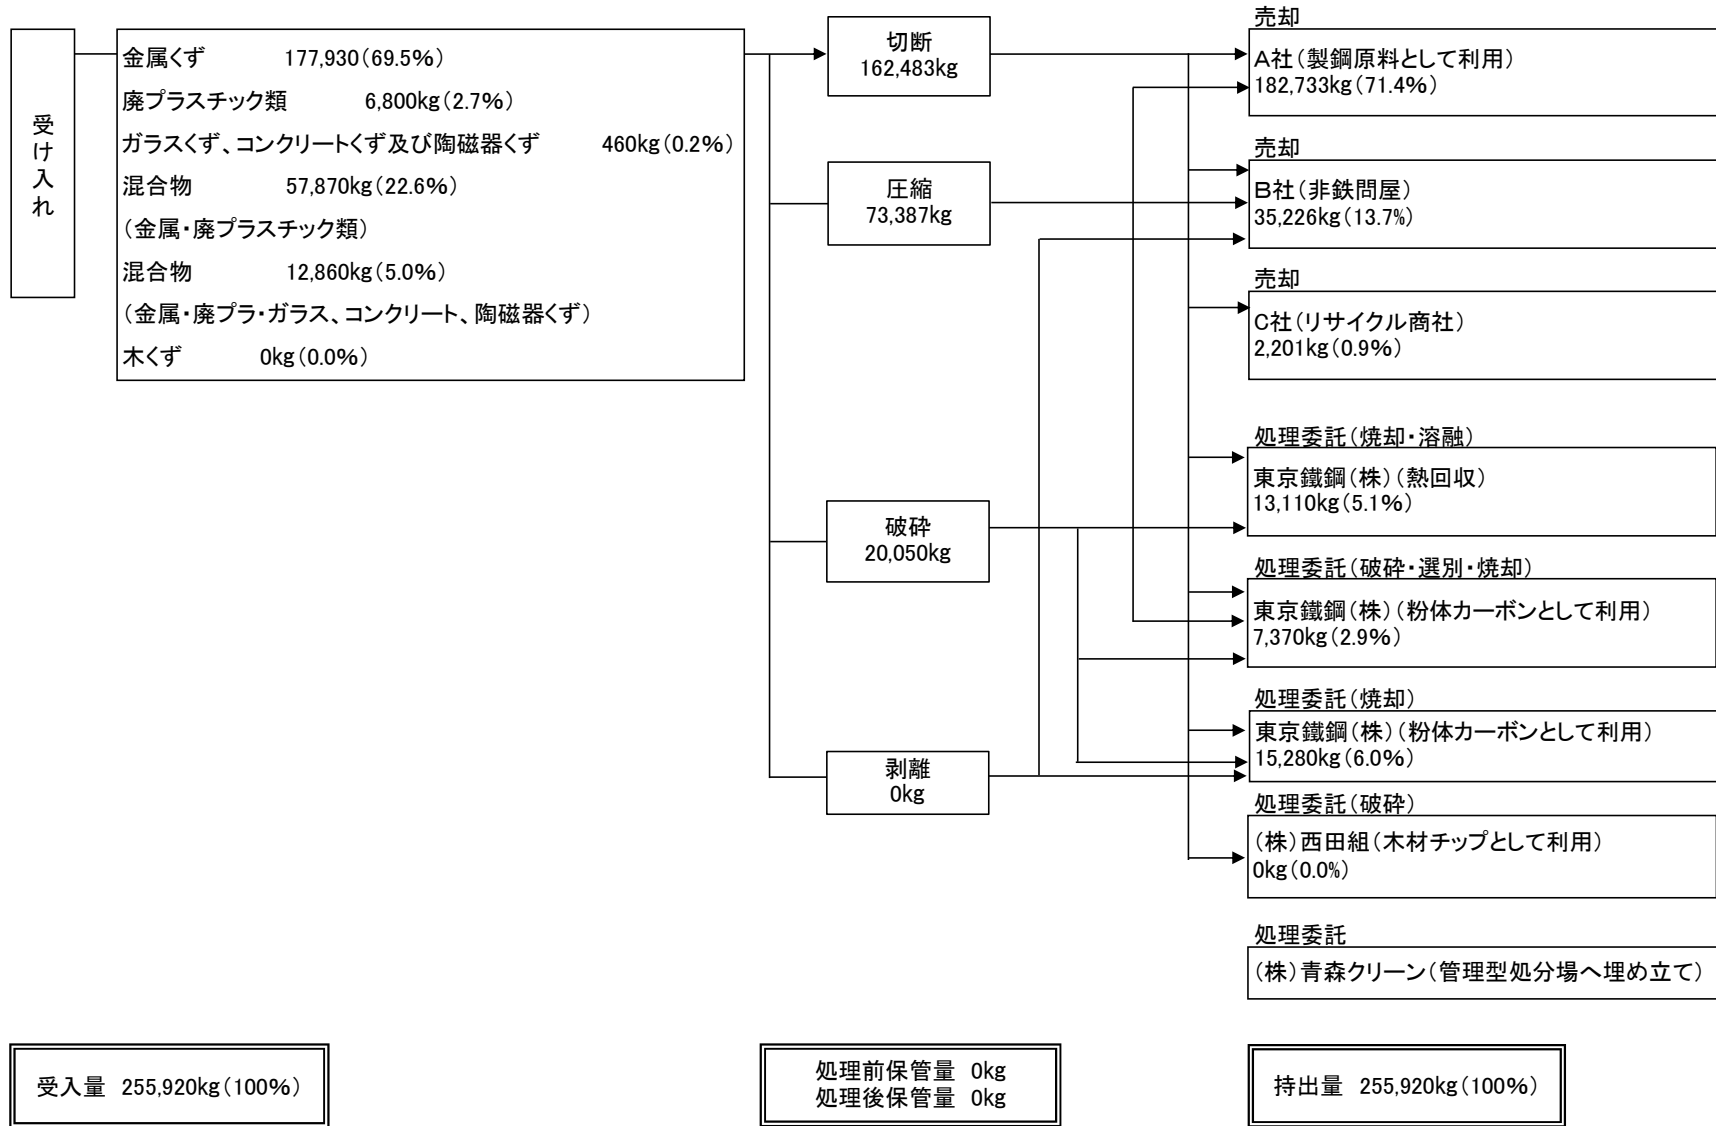 受け入れ
金属くず 177,930(69.5%)
廃プラスチック類 6,800kg(2.7%)
ガラスくず、コンクリートくず及び陶磁器くず 460kg(0.2%)
混合物 57,870kg(22.6%)
(金属・廃プラスチック類)
混合物 12,860kg(5.0%)
(金属・廃プラ・ガラス、コンクリート、陶磁器くず)
木くず 0kg(0.0%)
切断
162,483kg
圧縮
73,387kg
破砕
20,050kg
剥離
0kg
売却
A社(製鋼原料として利用)
182,733kg(71.4%)
売却
B社(非鉄問屋)
35,226kg(13.7%)
売却
C社(リサイクル商社)
2,201kg(0.9%)
処理委託(焼却・溶融)
東京鐵鋼(株)(熱回収)
13,110kg(5.1%)
処理委託(破砕・選別・焼却)
東京鐵鋼(株)(粉体カーボンとして利用)
7,370kg(2.9%)
処理委託(焼却)
東京鐵鋼(株)(粉体カーボンとして利用)
15,280kg(6.0%)
処理委託(破砕)
(株)西田組(木材チップとして利用)
0kg(0.0%)
処理委託
(株)青森クリーン(管理型処分場へ埋め立て)
受入量 255,920kg(100%)
処理前保管量 0kg
処理後保管量 0kg
持出量 255,920kg(100%)